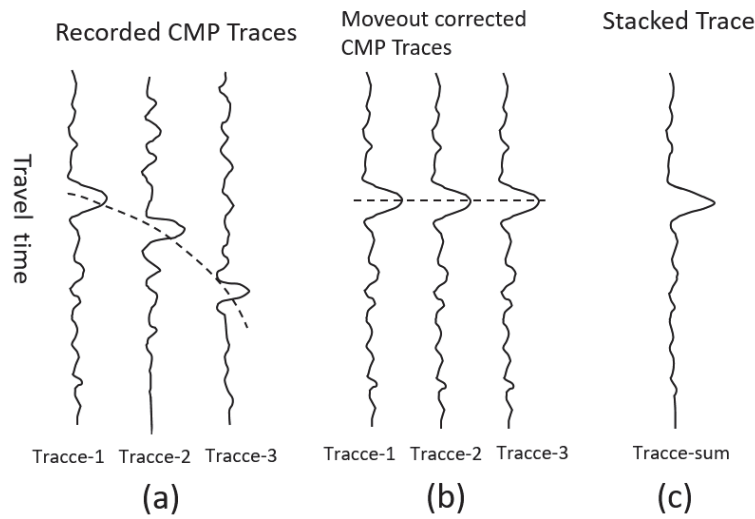 Recorded CMP Traces
Moveout corrected
CMP Traces
Stacked Trace
Travel time
Tracce-1 Tracce-2 Tracce-3
Tracce-1 Tracce-2 Tracce-3
Tracce-sum
(a)
(b)
(c)